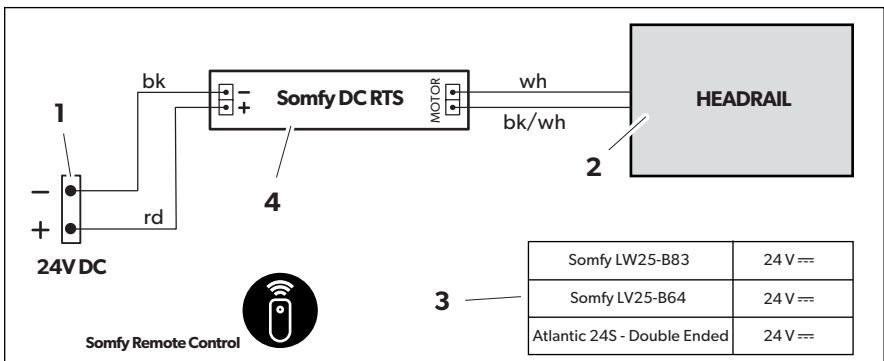 bk
1
−
+
Somfy DC RTS
MOTOR
wh
bk/wh
HEADRAIL
2
4
−
+
rd
24V DC
Somfy Remote Control
3
Somfy LW25-B83 24 V ⎓
Somfy LV25-B64 24 V ⎓
Atlantic 24S - Double Ended 24 V ⎓